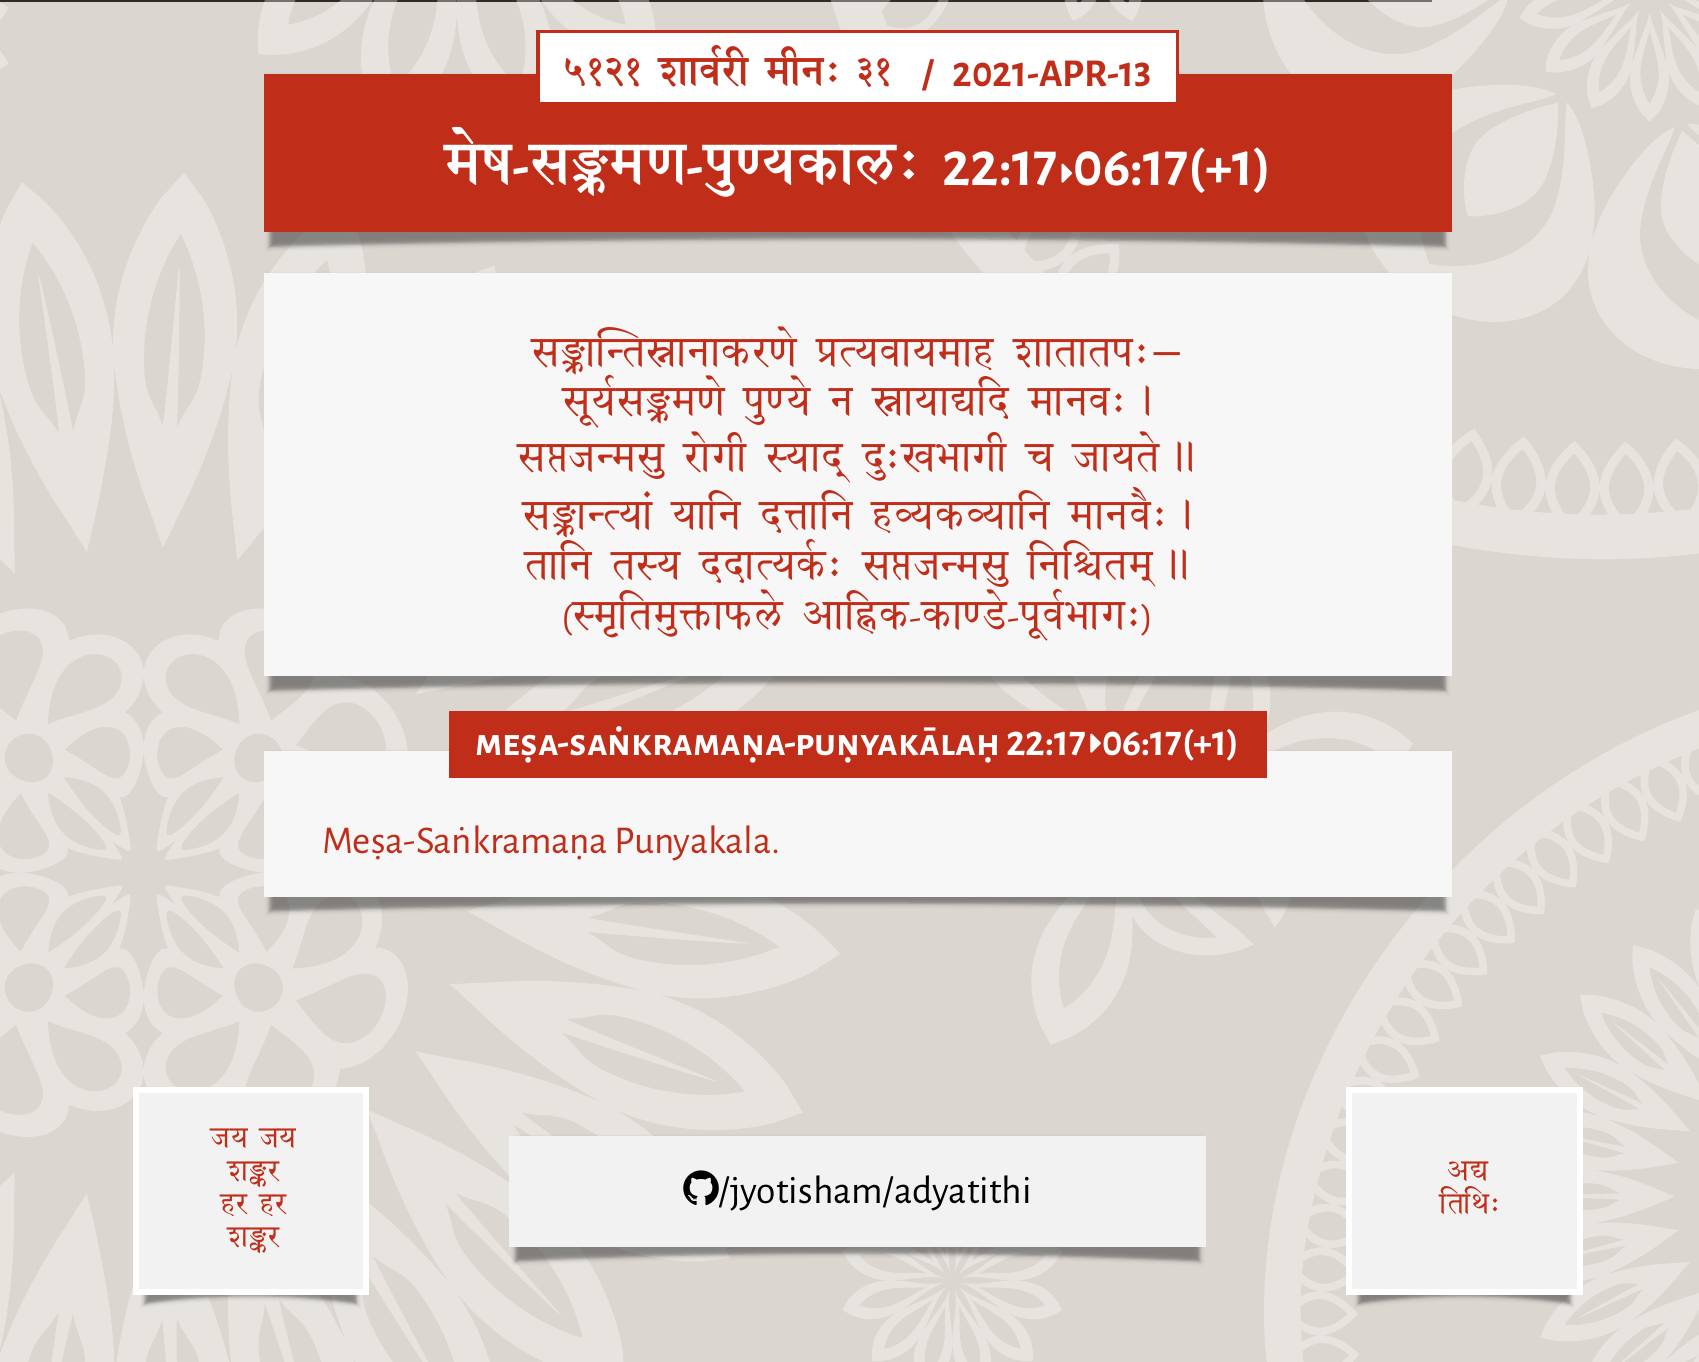 ५१२१ शार्वरी मीनः ३१ / 2021-APR-13
मेष-सङ्क्रमण-पुण्यकालः 22:17▸06:17(+1)
सङ्क्रान्तिस्नानाकरणे प्रत्यवायमाह शातातपः—
सूर्यसङ्क्रमणे पुण्ये न स्नायाद्यदि मानवः ।
सप्तजन्मसु रोगी स्याद् दुःखभागी च जायते ॥
सङ्क्रान्त्यां यानि दत्तानि हव्यकव्यानि मानवैः ।
तानि तस्य ददात्यर्कः सप्तजन्मसु निश्चितम् ॥
(स्मृतिमुक्ताफले आह्निक-काण्डे-पूर्वभागः)
MEṢA-SAṄKRAMAṆA-PUṆYAKĀLAḤ 22:17▸06:17(+1)
Meṣa-Saṅkramaṇa Punyakala.
जय जय
शङ्कर
हर हर
शङ्कर
/jyotisham/adyatithi
अद्य
तिथिः